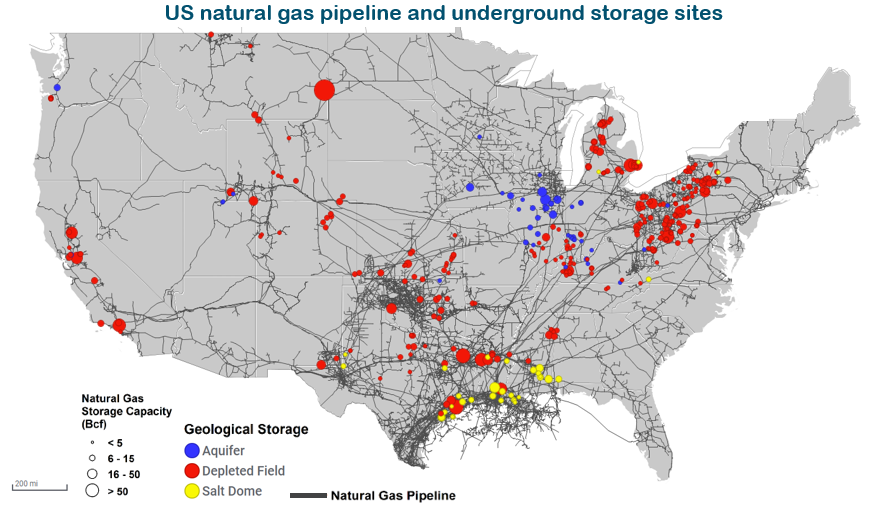 US natural gas pipeline and underground storage sites
Natural Gas
Storage Capacity
(Bcf)
< 5
6 - 15
16 - 50
> 50
200 mi
Geological Storage
Aquifer
Depleted Field
Salt Dome
Natural Gas Pipeline